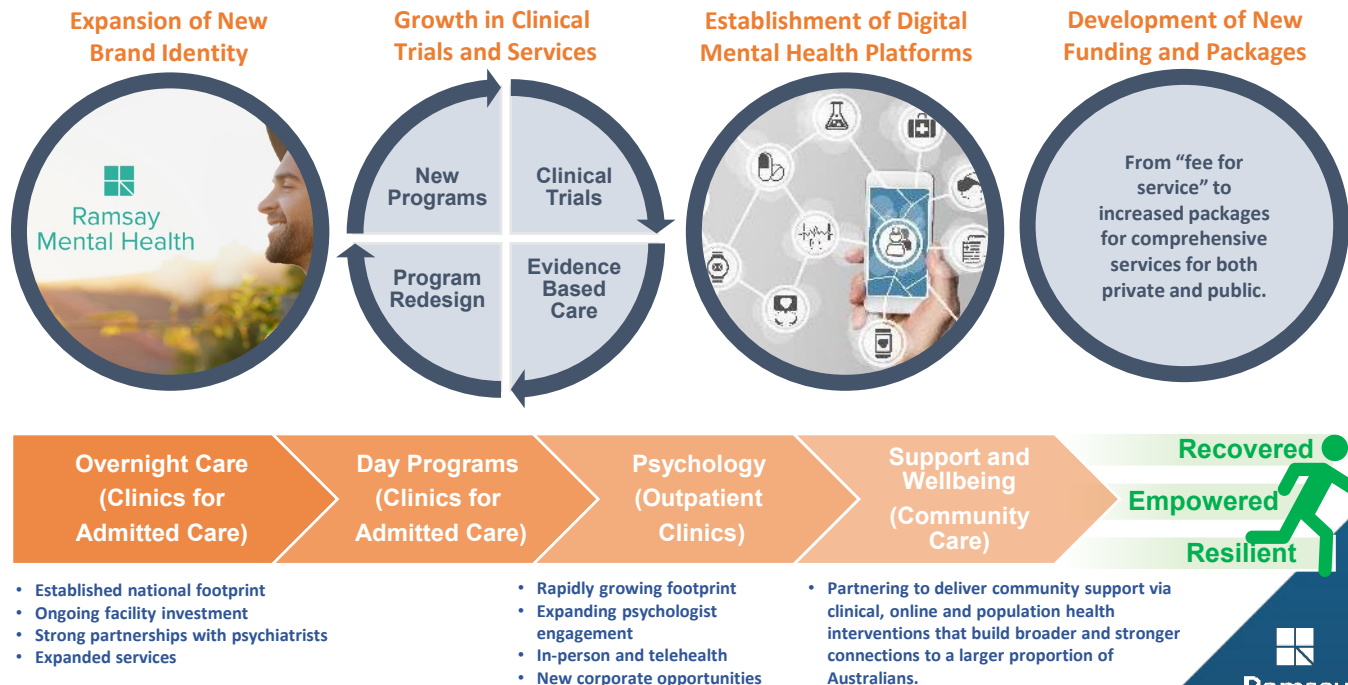 Expansion of New
Brand Identity
Growth in Clinical
Trials and Services
Establishment of Digital
Mental Health Platforms
Development of New
Funding and Packages
Ramsay
Mental Health
New
Programs
Clinical
Trials
Program
Redesign
Evidence
Based
Care
From “fee for
service” to
increased packages
for comprehensive
services for both
private and public.
Overnight Care
(Clinics for
Admitted Care)
Day Programs
(Clinics for
Admitted Care)
Psychology
(Outpatient
Clinics)
Support and
Wellbeing
(Community
Care)
Recovered
Empowered
Resilient
• Established national footprint
• Ongoing facility investment
• Strong partnerships with psychiatrists
• Expanded services
• Rapidly growing footprint
• Expanding psychologist
engagement
• In-person and telehealth
• New corporate opportunities
• Partnering to deliver community support via
clinical, online and population health
interventions that build broader and stronger
connections to a larger proportion of
Australians.
Ramsay